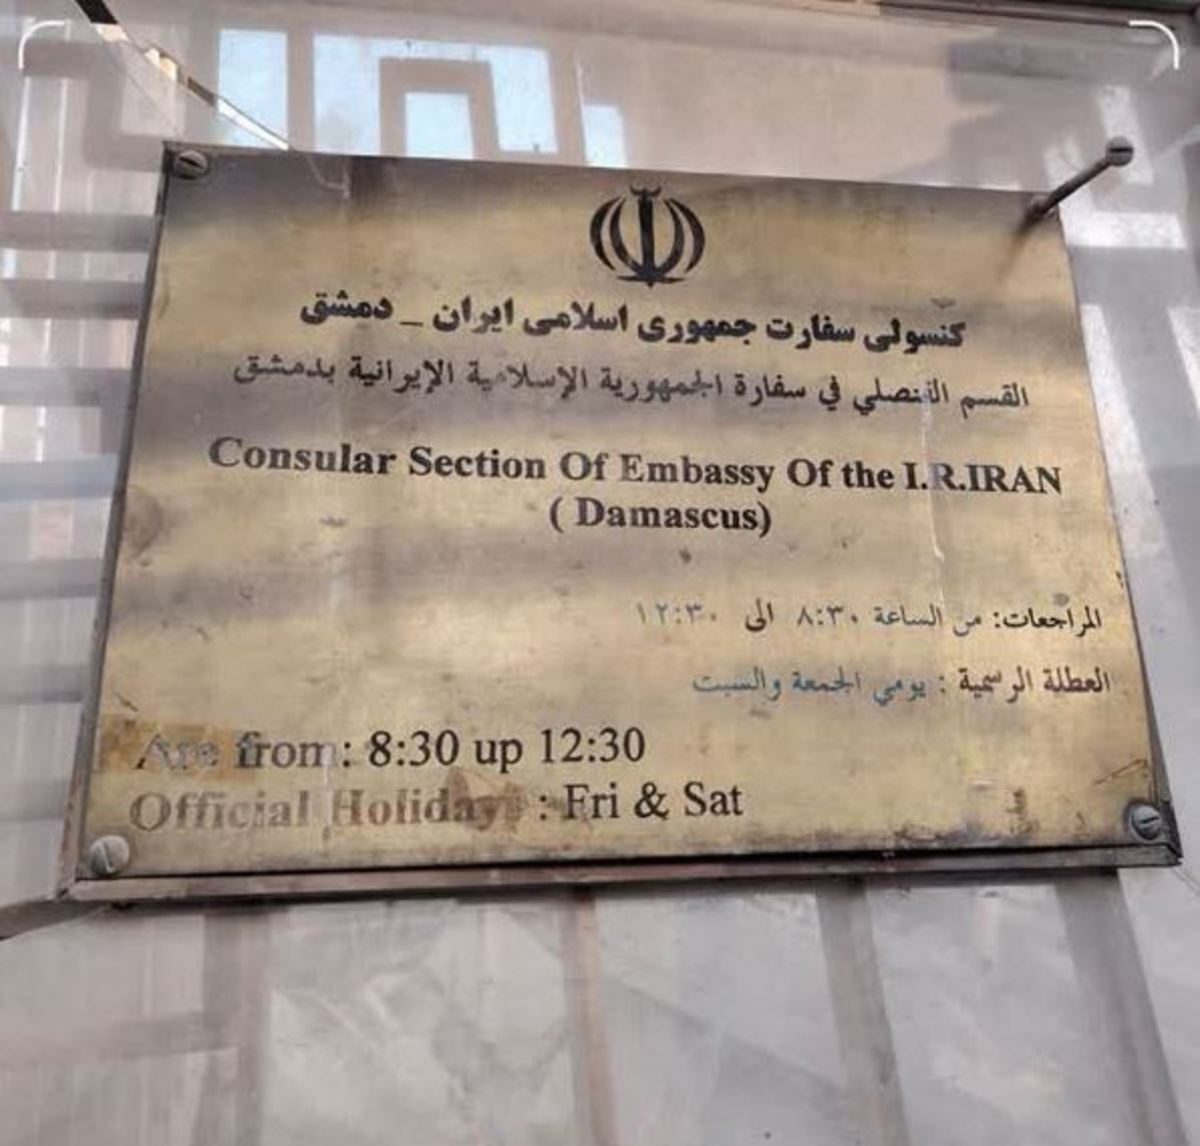 کنسولی سفارت جمهوری اسلامی ایران _ دمشق
القسم القنصلي في سفارة الجمهورية الإسلامية الإيرانية بدمشق
Consular Section Of Embassy Of the I.R.IRAN
( Damascus)
المراجعات: من الساعة ٨:٣٠ الى ١٢:٣٠
العطلة الرسمية : يومي الجمعة والسبت
Are from: 8:30 up 12:30
Official Holidays : Fri & Sat